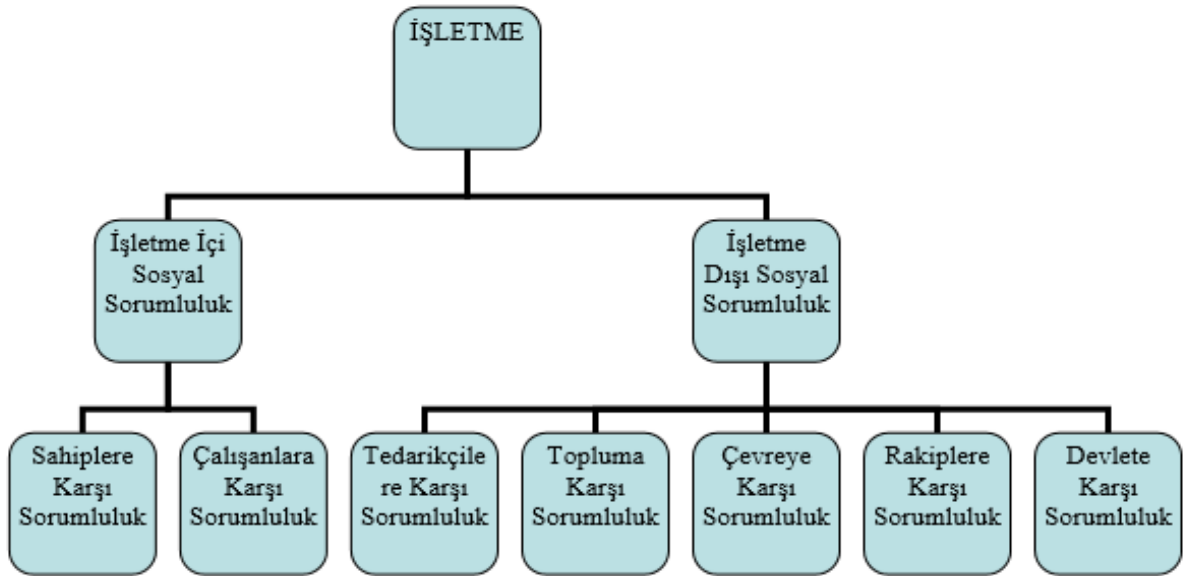 İŞLETME
İşletme İçi
Sosyal
Sorumluluk
İşletme
Dışı Sosyal
Sorumluluk
Sahiplere
Karşı
Sorumluluk
Çalışanlara
Karşı
Sorumluluk
Tedarikçile
re Karşı
Sorumluluk
Topluma
Karşı
Sorumluluk
Çevreye
Karşı
Sorumluluk
Rakiplere
Karşı
Sorumluluk
Devlete
Karşı
Sorumluluk